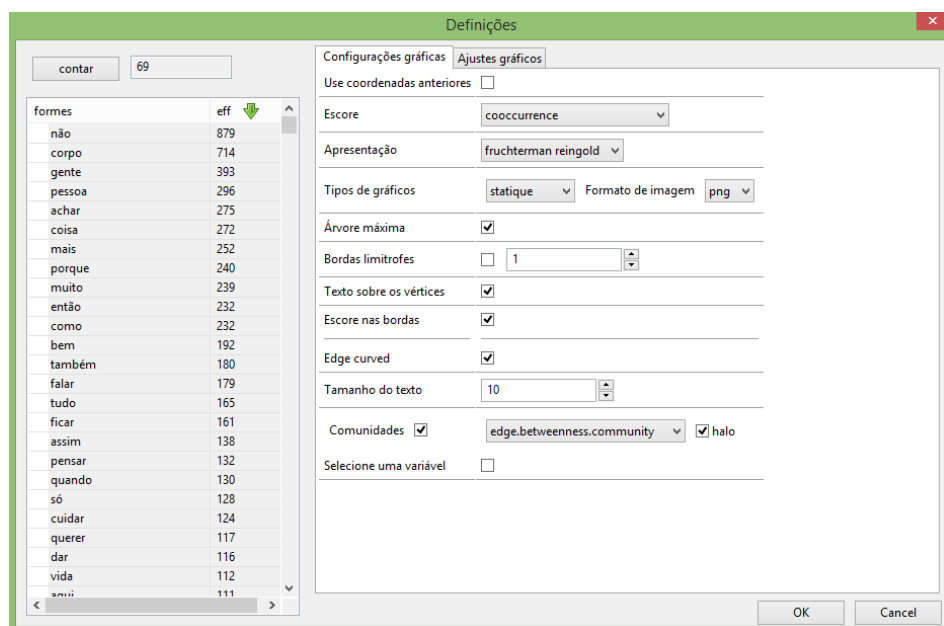 Definições
contar 69
formes eff
não 879
corpo 714
gente 393
pessoa 296
achar 275
coisa 272
mais 252
porque 240
muito 239
então 232
como 232
bem 192
também 180
falar 179
tudo 165
ficar 161
assim 138
pensar 132
quando 130
só 128
cuidar 124
querer 117
dar 116
vida 112
aqui 111
Configurações gráficas Ajustes gráficos
Use coordenadas anteriores
Escore cooccurrence
Apresentação fruchterman reingold
Tipos de gráficos statique Formato de imagem png
Árvore máxima
Bordas limitrofes 1
Texto sobre os vértices
Escore nas bordas
Edge curved
Tamanho do texto 10
Comunidades edge.betweenness.community halo
Selecione uma variável
OK Cancel